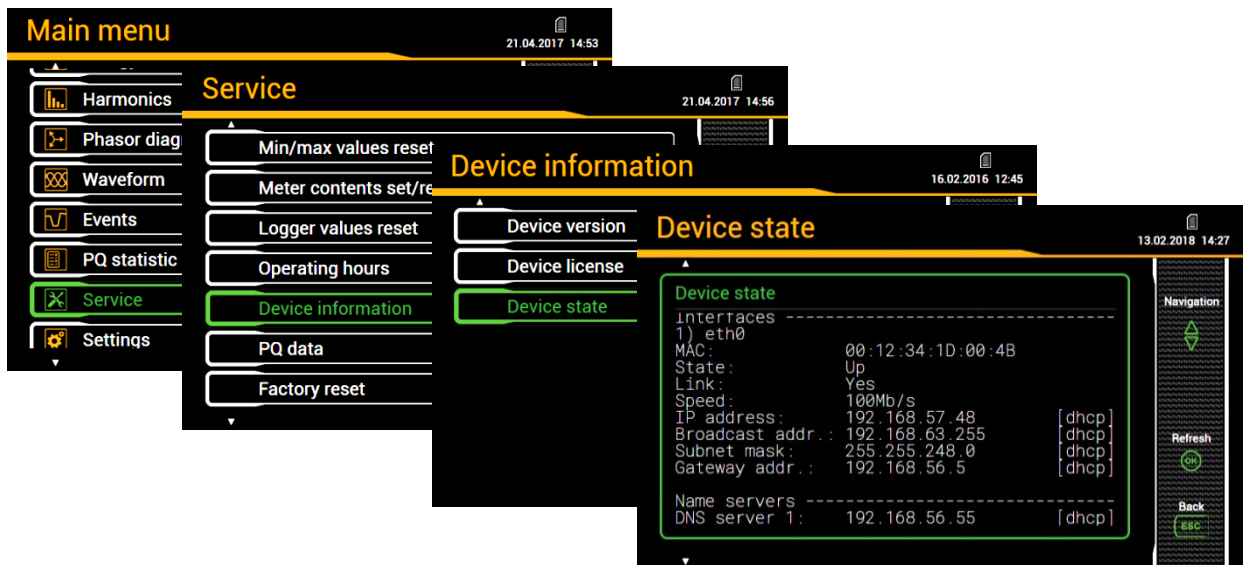 Main menu
21.04.2017 14:53
Harmonics
Phasor diag
Waveform
Events
PQ statistic
Service
Settings
Service
21.04.2017 14:56
Min/max values reset
Meter contents set/re
Logger values reset
Operating hours
Device information
PQ data
Factory reset
Device information
16.02.2016 12:45
Device version
Device license
Device state
Device state
13.02.2018 14:27
Device state
Interfaces ----------------------------------
1) eth0
MAC: 00:12:34:1D:00:4B
State: Up
Link: Yes
Speed: 100Mb/s
IP address: 192.168.57.48 [dhcp]
Broadcast addr.: 192.168.63.255 [dhcp]
Subnet mask: 255.255.248.0 [dhcp]
Gateway addr.: 192.168.56.5 [dhcp]
Name servers --------------------------------
DNS server 1: 192.168.56.55 [dhcp]
Navigation
Refresh
OK
Back
ESC